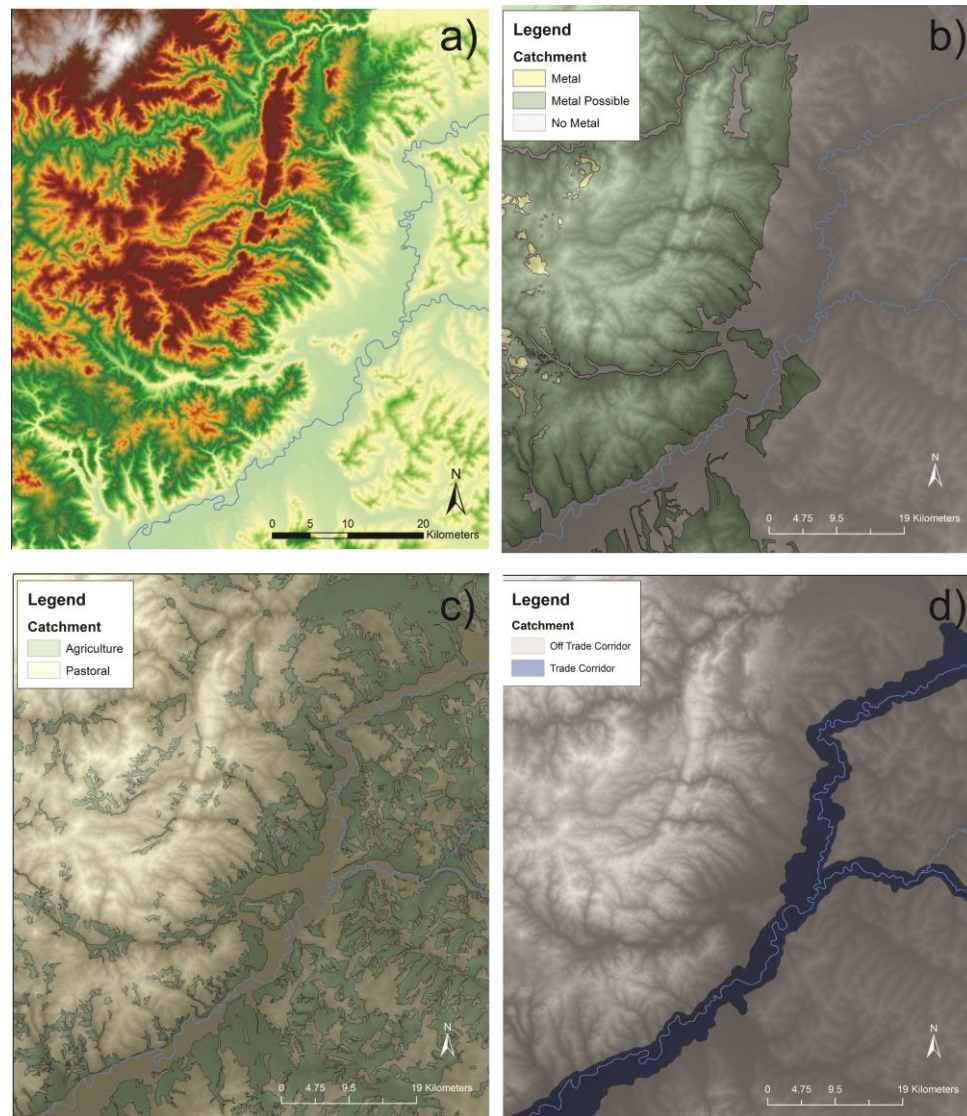 a)
N
0 5 10 20
Kilometers
b)
Legend
Catchment
Metal
Metal Possible
No Metal
N
0 4.75 9.5 19 Kilometers
c)
Legend
Catchment
Agriculture
Pastoral
N
0 4.75 9.5 19 Kilometers
d)
Legend
Catchment
Off Trade Corridor
Trade Corridor
N
0 4.75 9.5 19 Kilometers